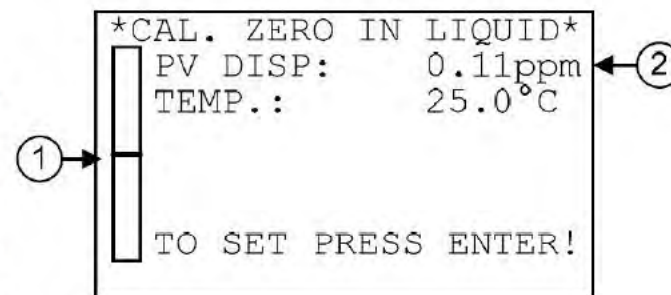 *CAL. ZERO IN LIQUID*
PV DISP: 0.11ppm
2
TEMP.: 25.0°C
1
TO SET PRESS ENTER!